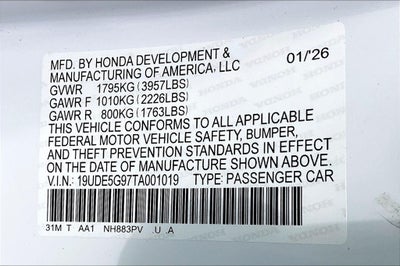 MFD. BY HONDA DEVELOPMENT &
MANUFACTURING OF AMERICA, LLC 01/'26
GVWR 1795KG (3957LBS)
GAWR F 1010KG (2226LBS)
GAWR R 800KG (1763LBS)
THIS VEHICLE CONFORMS TO ALL APPLICABLE
FEDERAL MOTOR VEHICLE SAFETY, BUMPER,
AND THEFT PREVENTION STANDARDS IN EFFECT
ON THE DATE OF MANUFACTURE SHOWN ABOVE.
V.I.N.: 19UDE5G97TA001019 TYPE: PASSENGER CAR
31M T AA1 NH883PV .U .A